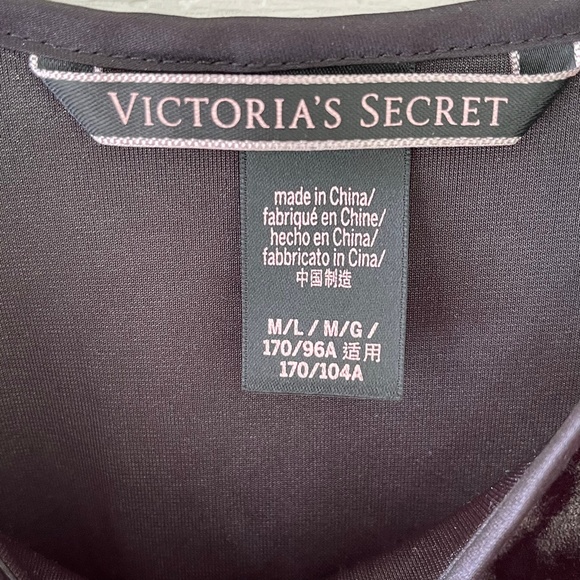 VICTORIA'S SECRET
made in China/
fabriqué en Chine/
hecho en China/
fabbricato in Cina/
中国制造
M/L / M/G /
170/96A 适用
170/104A